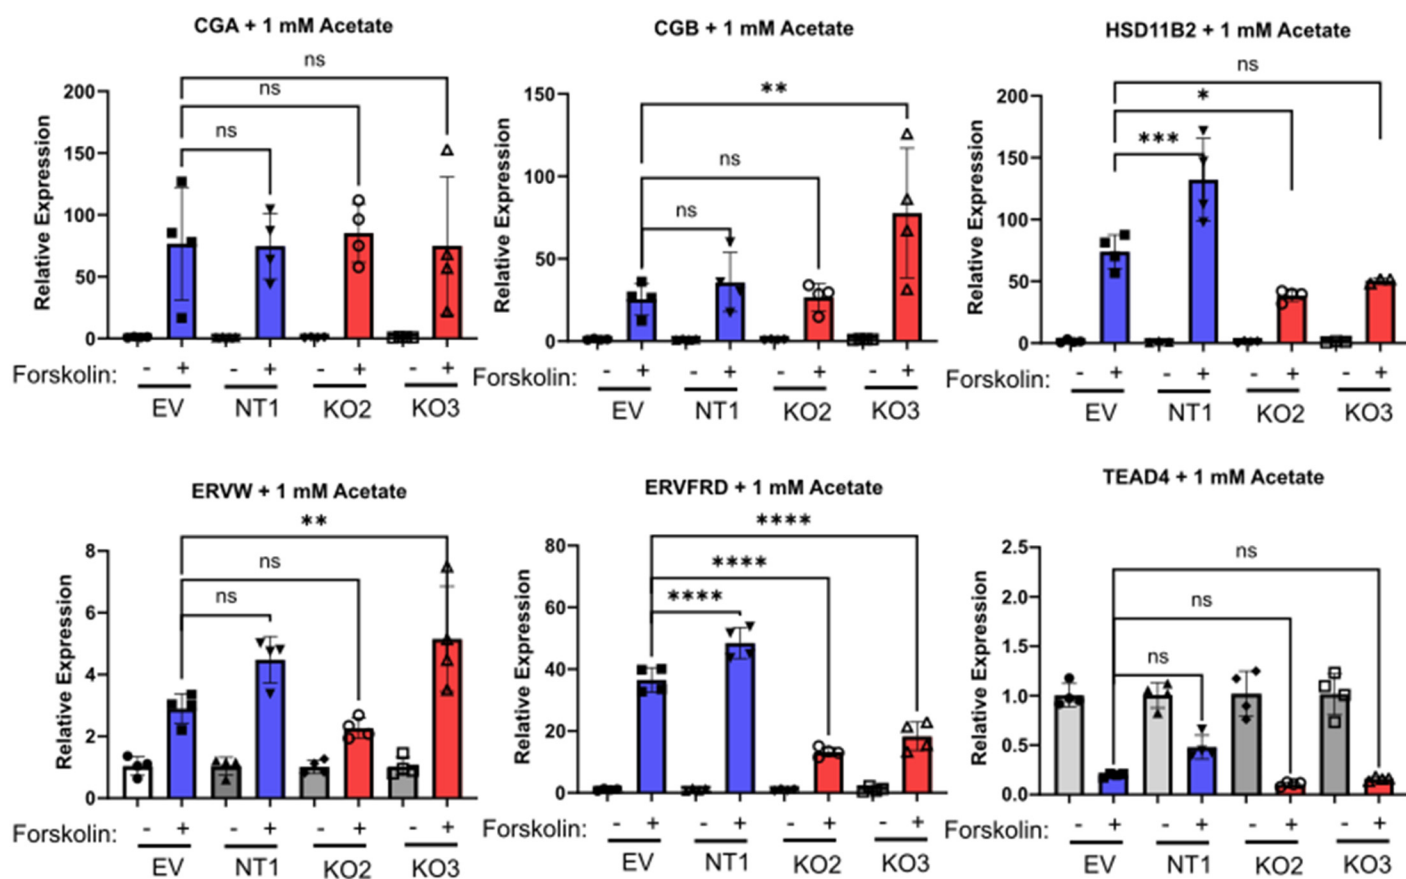 CGA + 1 mM Acetate
ns
ns
ns
Relative Expression
200
150
100
50
0
Forskolin: - + - + - + - +
EV NT1 KO2 KO3
CGB + 1 mM Acetate
**
ns
ns
Relative Expression
150
100
50
0
Forskolin: - + - + - + - +
EV NT1 KO2 KO3
HSD11B2 + 1 mM Acetate
ns
*
***
Relative Expression
200
150
100
50
0
Forskolin: - + - + - + - +
EV NT1 KO2 KO3
ERVW + 1 mM Acetate
**
ns
ns
Relative Expression
8
6
4
2
0
Forskolin: - + - + - + - +
EV NT1 KO2 KO3
ERVFRD + 1 mM Acetate
****
****
****
Relative Expression
80
60
40
20
0
Forskolin: - + - + - + - +
EV NT1 KO2 KO3
TEAD4 + 1 mM Acetate
ns
ns
ns
Relative Expression
2.5
2.0
1.5
1.0
0.5
0.0
Forskolin: - + - + - + - +
EV NT1 KO2 KO3